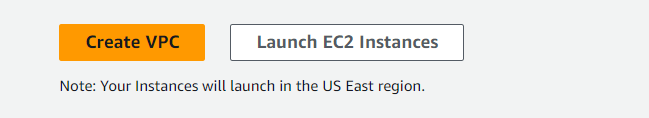 Create VPC
Launch EC2 Instances
Note: Your Instances will launch in the US East region.